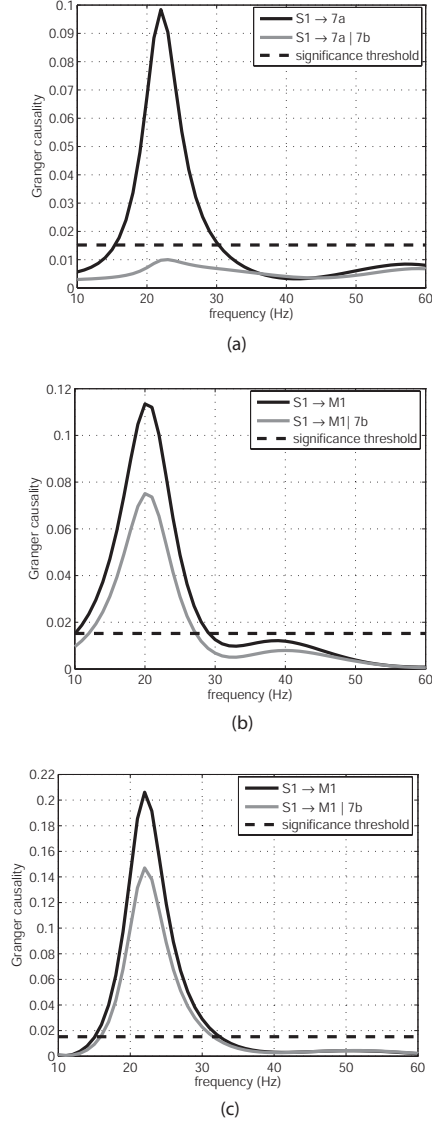 0.1
0.09
0.08
0.07
0.06
0.05
0.04
0.03
0.02
0.01
0
Granger causality
S1 → 7a
S1 → 7a | 7b
significance threshold
10 20 30 40 50 60
frequency (Hz)
(a)
0.12
0.1
0.08
0.06
0.04
0.02
0
Granger causality
S1 → M1
S1 → M1| 7b
significance threshold
10 20 30 40 50 60
frequency (Hz)
(b)
0.22
0.2
0.18
0.16
0.14
0.12
0.1
0.08
0.06
0.04
0.02
0
Granger causality
S1 → M1
S1 → M1 | 7b
significance threshold
10 20 30 40 50 60
frequency (Hz)
(c)